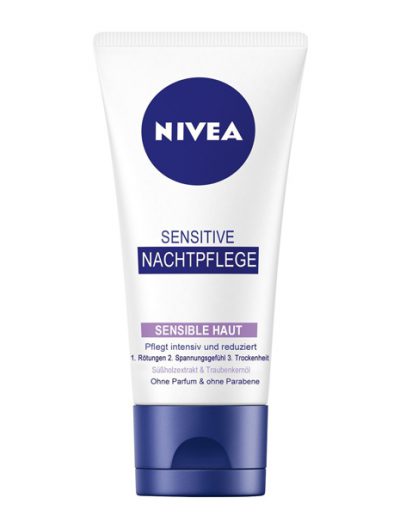 NIVEA
SENSITIVE
NACHTPFLEGE
SENSIBLE HAUT
Pflegt intensiv und reduziert
1. Rötungen 2. Spannungsgefühl 3. Trockenheit
Süßholzextrakt & Traubenkernöl
Ohne Parfum & ohne Parabene